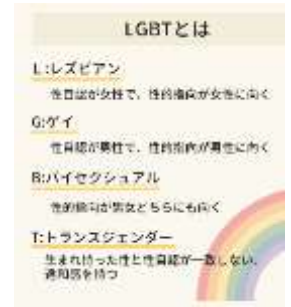 LGBTとは
L:レズビアン
性自認が女性で、性的指向が女性に向く
G:ゲイ
性自認が男性で、性的指向が男性に向く
B:バイセクシュアル
性的指向が男女どちらにも向く
T:トランスジェンダー
生まれ持った性と性自認が一致しない、
違和感を持つ